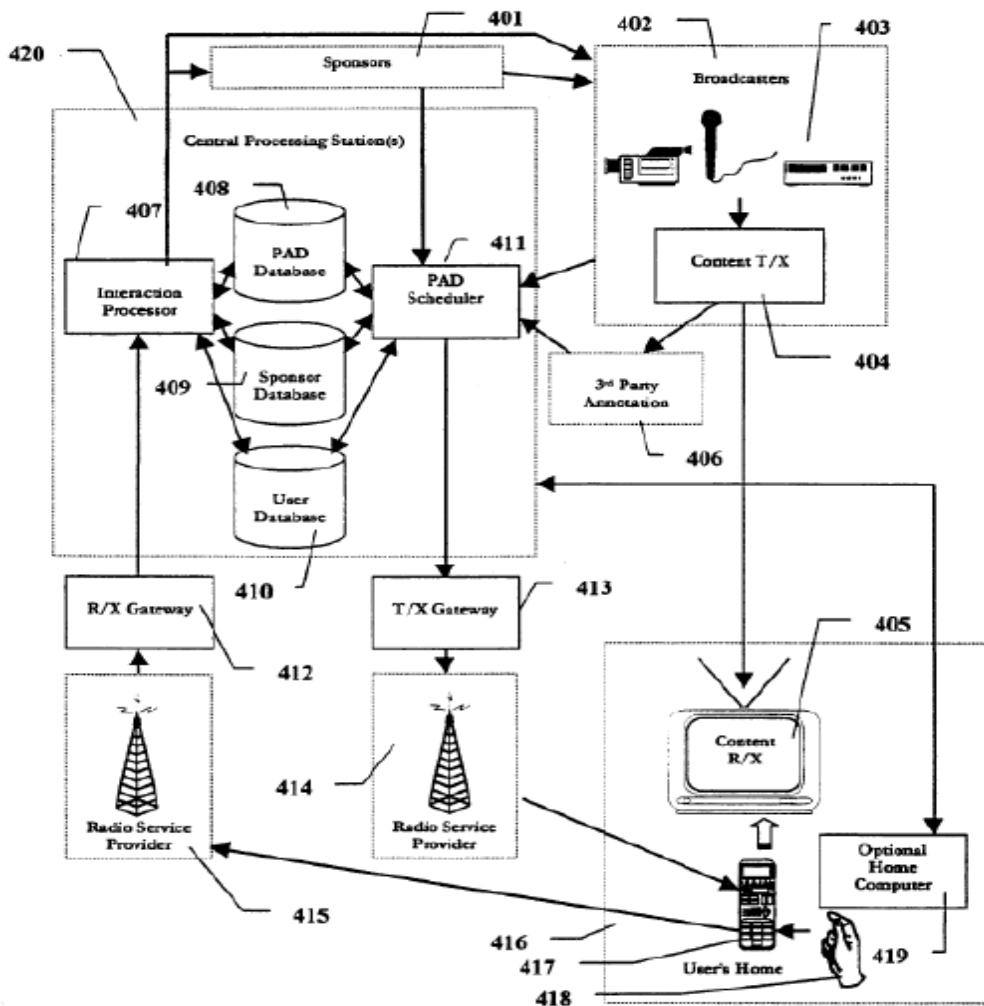 401
402
403
420
Sponsors
Broadcasters
Central Processing Station(s)
408
407
PAD
Database
411
PAD
Scheduler
Content T/X
Interaction
Processor
404
409
Sponsor
Database
3rd Party
Annotation
406
User
Database
410
R/X Gateway
T/X Gateway
413
412
405
Content
R/X
414
Radio Service
Provider
Radio Service
Provider
Optional
Home
Computer
415
416
417
User's Home
419
418